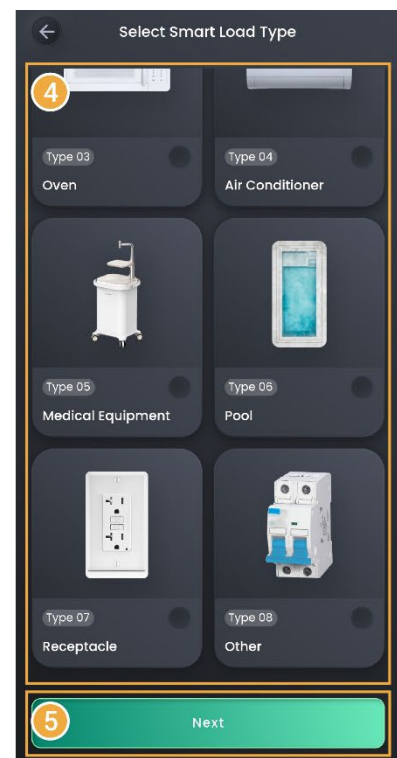 Select Smart Load Type
4
Type 03
Type 04
Oven
Air Conditioner
Type 05
Type 06
Medical Equipment
Pool
Type 07
Type 08
Receptacle
Other
5
Next